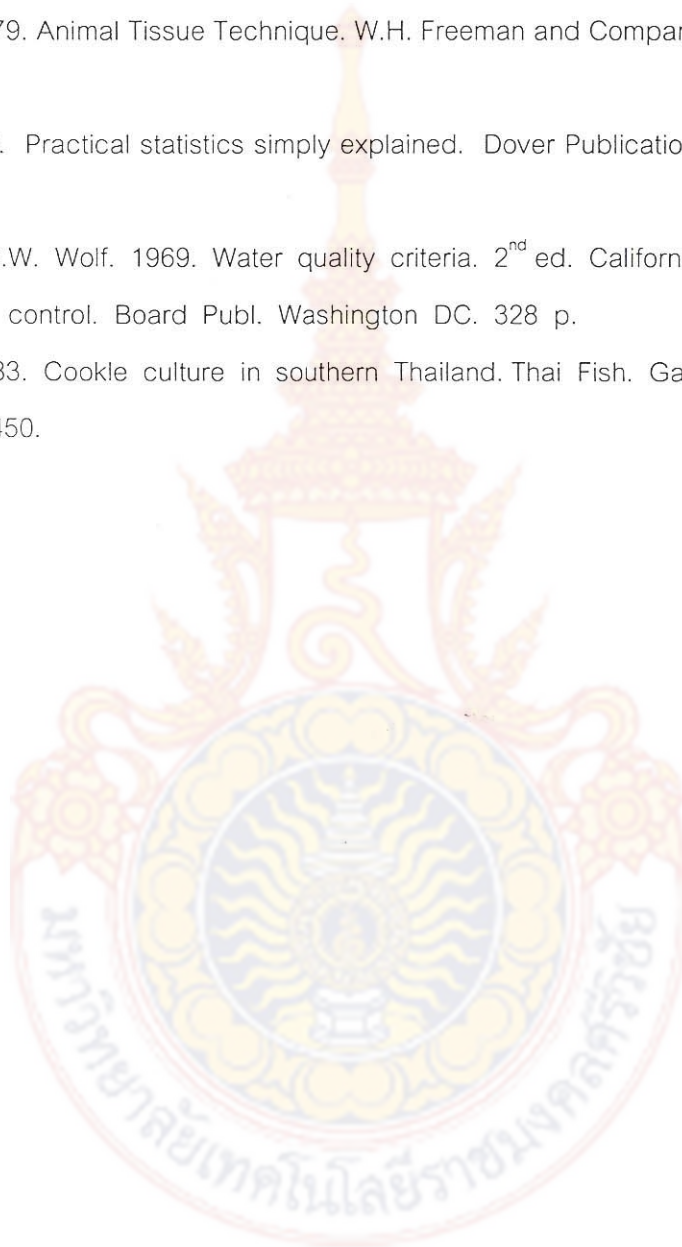 79. Animal Tissue Technique. W.H. Freeman and Compar
. Practical statistics simply explained. Dover Publicatio
.W. Wolf. 1969. Water quality criteria. 2nd ed. Californ
control. Board Publ. Washington DC. 328 p.
83. Cookle culture in southern Thailand. Thai Fish. Ga
450.
มหาวิทยาลัยเทคโนโลยีราชมงคลศรีวิชัย